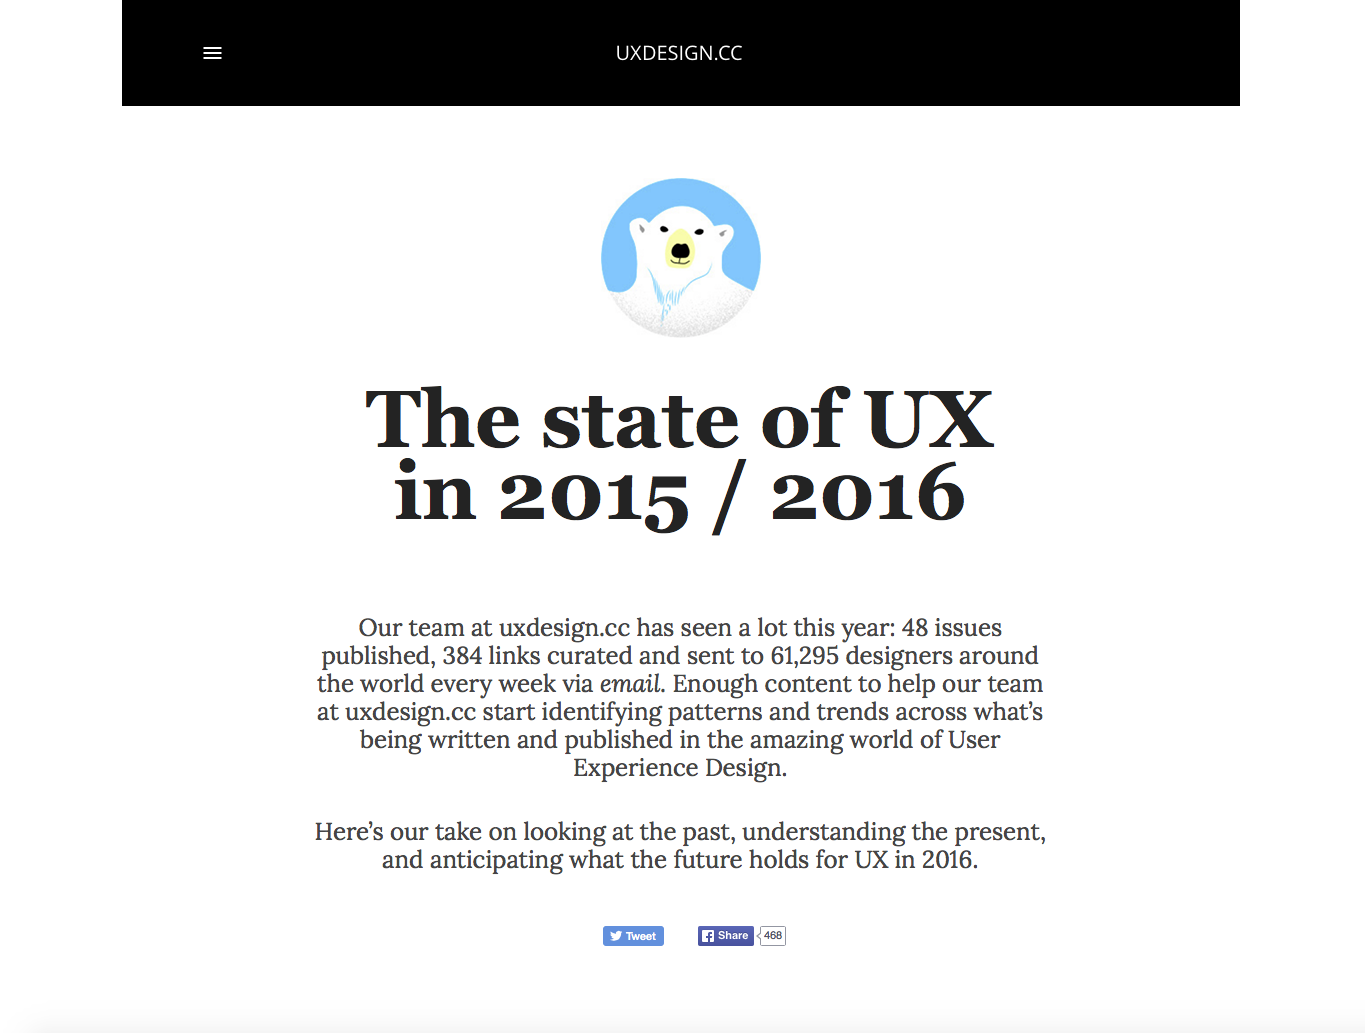 UXDESIGN.CC
The state of UX
in 2015 / 2016
Our team at uxdesign.cc has seen a lot this year: 48 issues
published, 384 links curated and sent to 61,295 designers around
the world every week via email. Enough content to help our team
at uxdesign.cc start identifying patterns and trends across what’s
being written and published in the amazing world of User
Experience Design.
Here’s our take on looking at the past, understanding the present,
and anticipating what the future holds for UX in 2016.
Tweet Share 468